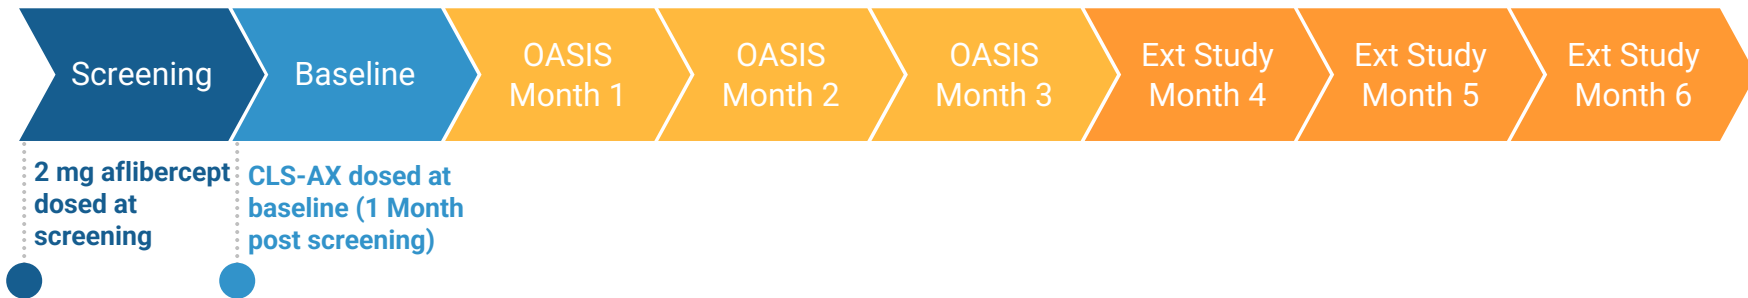 Screening
Baseline
OASIS
Month 1
OASIS
Month 2
OASIS
Month 3
Ext Study
Month 4
Ext Study
Month 5
Ext Study
Month 6
2 mg aflibercept
dosed at
screening
CLS-AX dosed at
baseline (1 Month
post screening)